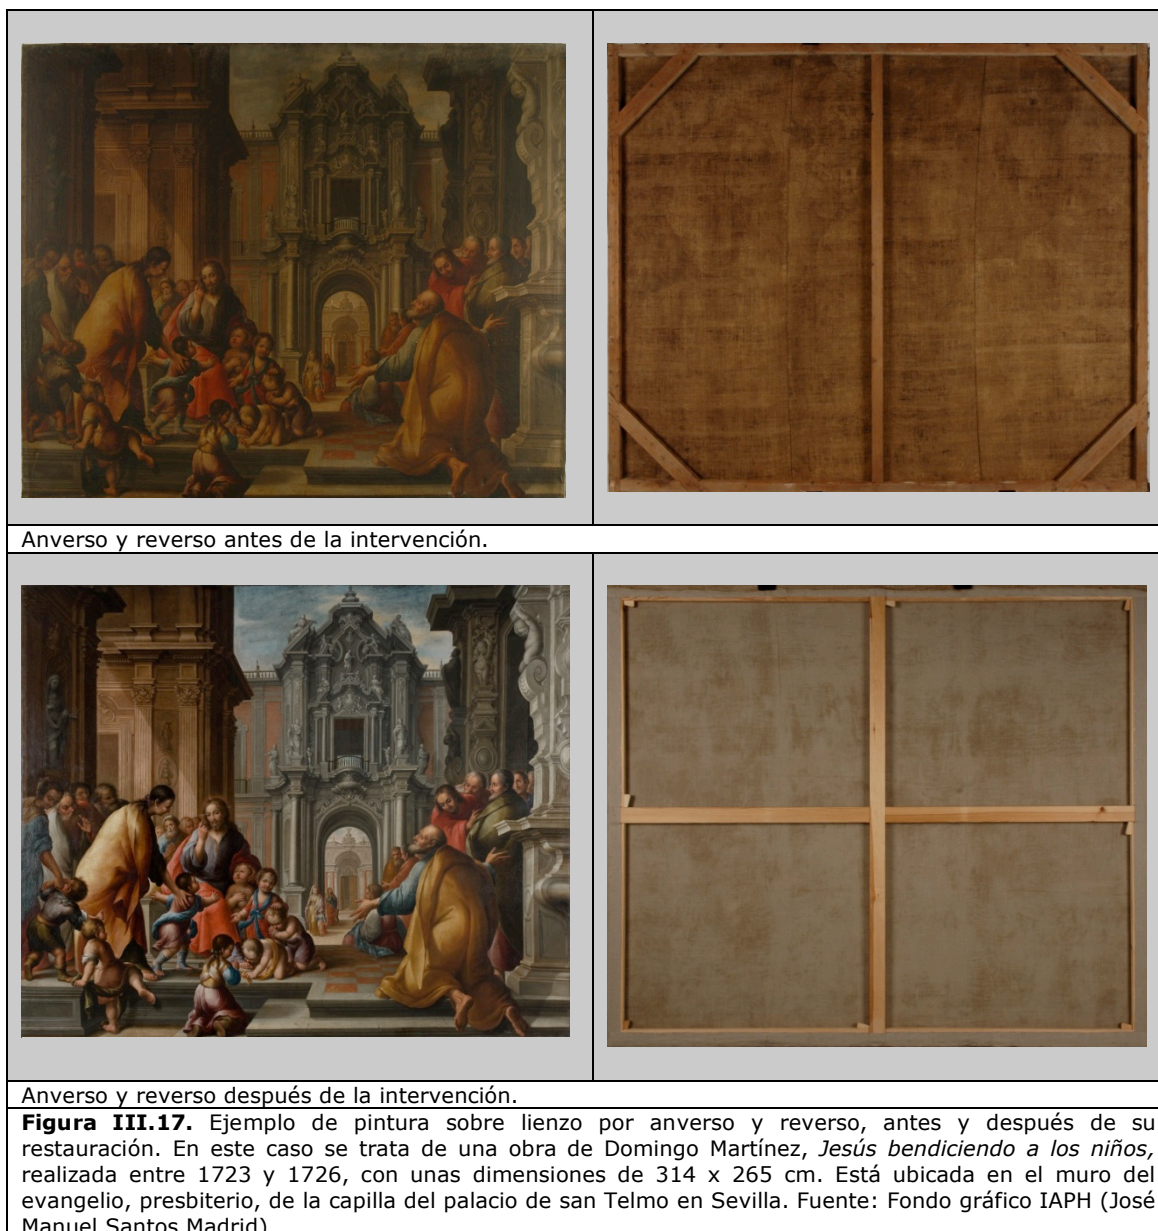 Anverso y reverso antes de la intervención.
Anverso y reverso después de la intervención.
Figura III.17. Ejemplo de pintura sobre lienzo por anverso y reverso, antes y después de su
restauración. En este caso se trata de una obra de Domingo Martínez, Jesús bendiciendo a los niños,
realizada entre 1723 y 1726, con unas dimensiones de 314 x 265 cm. Está ubicada en el muro del
evangelio, presbiterio, de la capilla del palacio de san Telmo en Sevilla. Fuente: Fondo gráfico IAPH (José
Manuel Santos Madrid)